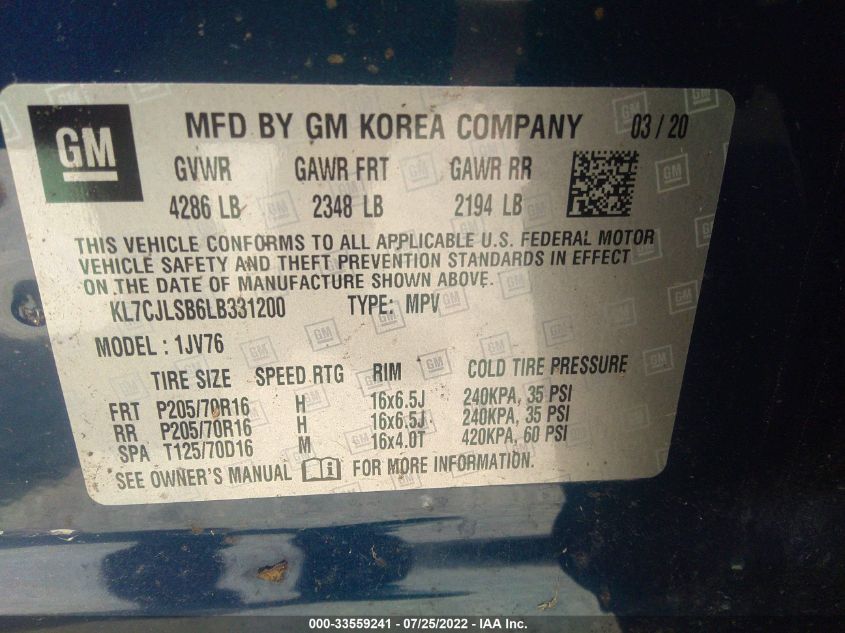 GM MFD BY GM KOREA COMPANY 03/20
GVWR GAWR FRT GAWR RR
4286 LB 2348 LB 2194 LB
THIS VEHICLE CONFORMS TO ALL APPLICABLE U.S. FEDERAL MOTOR
VEHICLE SAFETY AND THEFT PREVENTION STANDARDS IN EFFECT
ON THE DATE OF MANUFACTURE SHOWN ABOVE.
KL7CJLSB6LB331200 TYPE: MPV
MODEL : 1JV76
TIRE SIZE SPEED RTG RIM COLD TIRE PRESSURE
FRT P205/70R16 H 16x6.5J 240KPA, 35 PSI
RR P205/70R16 H 16x6.5J 240KPA, 35 PSI
SPA T125/70D16 M 16x4.0T 420KPA, 60 PSI
SEE OWNER'S MANUAL FOR MORE INFORMATION.
000-33559241 - 07/25/2022 - IAA Inc.